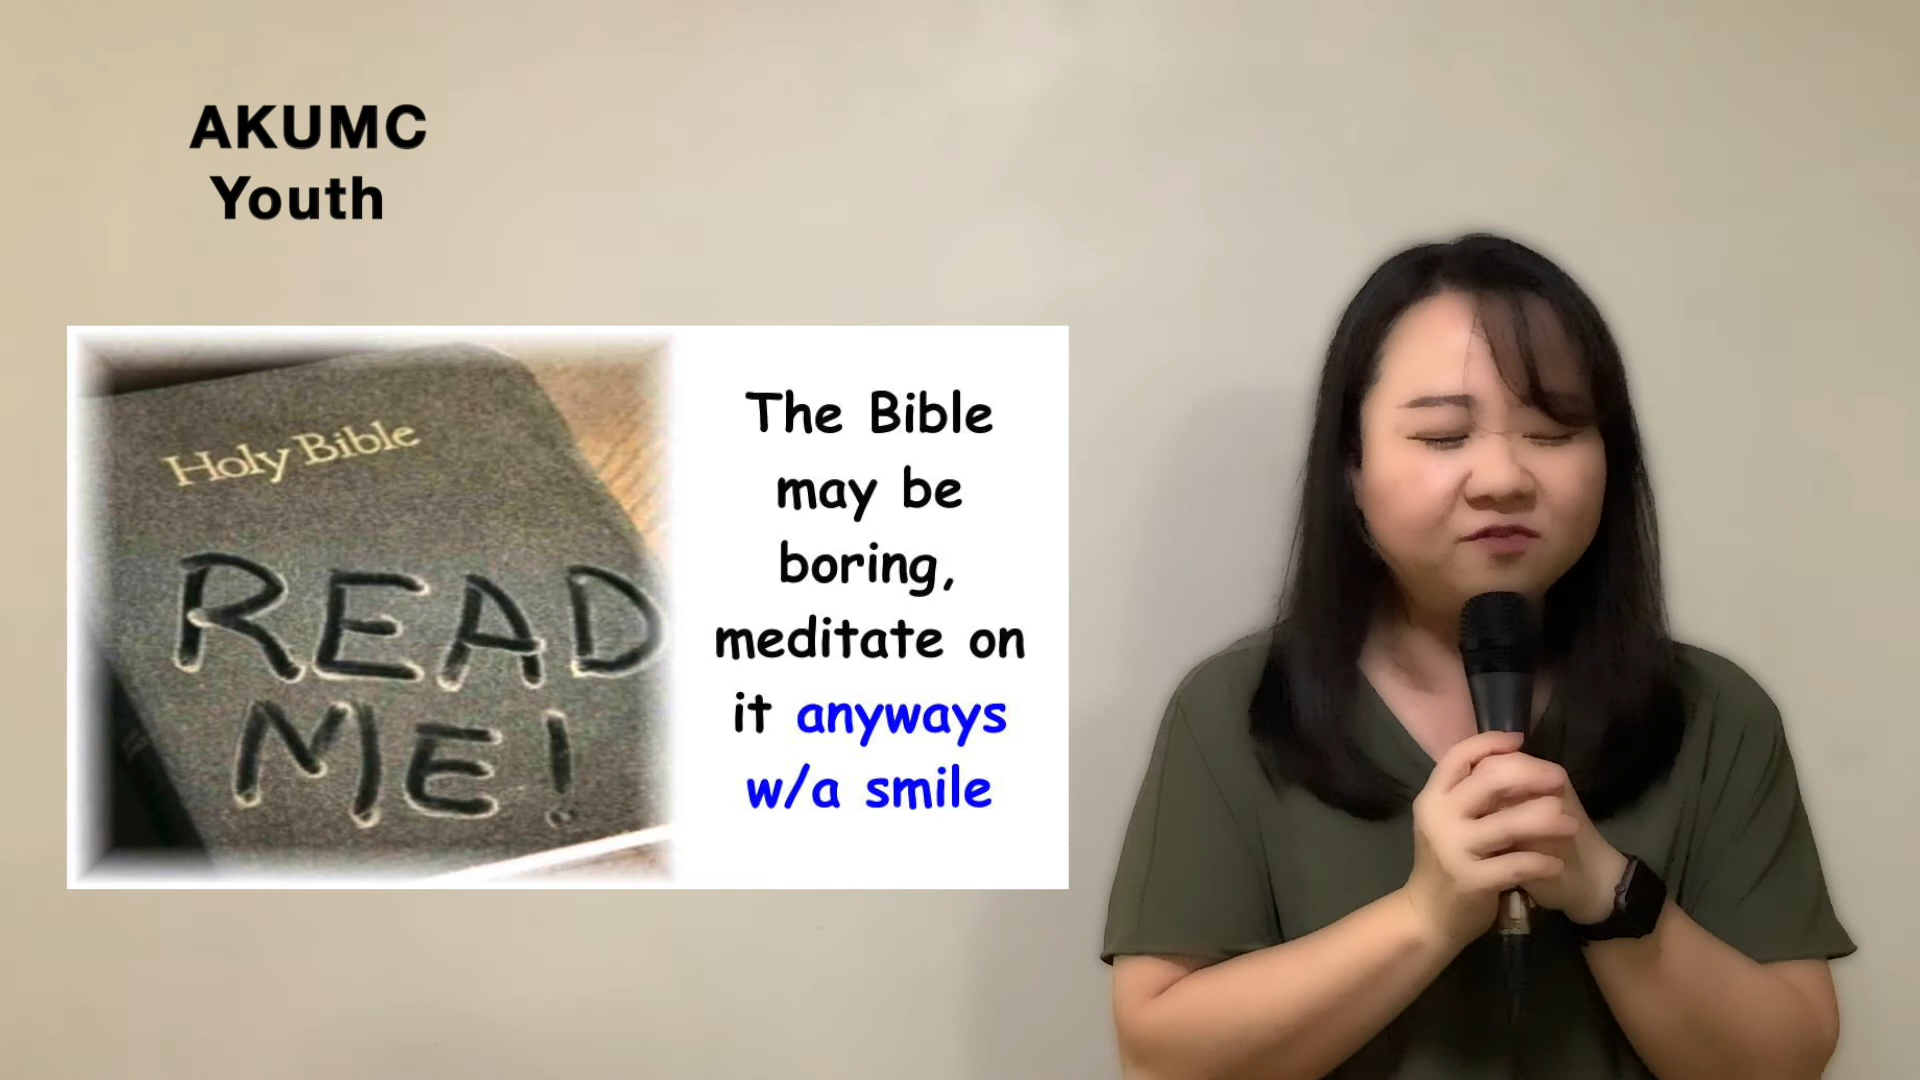 AKUMC
Youth
Holy Bible
READ
ME!
The Bible
may be
boring,
meditate on
it anyways
w/a smile